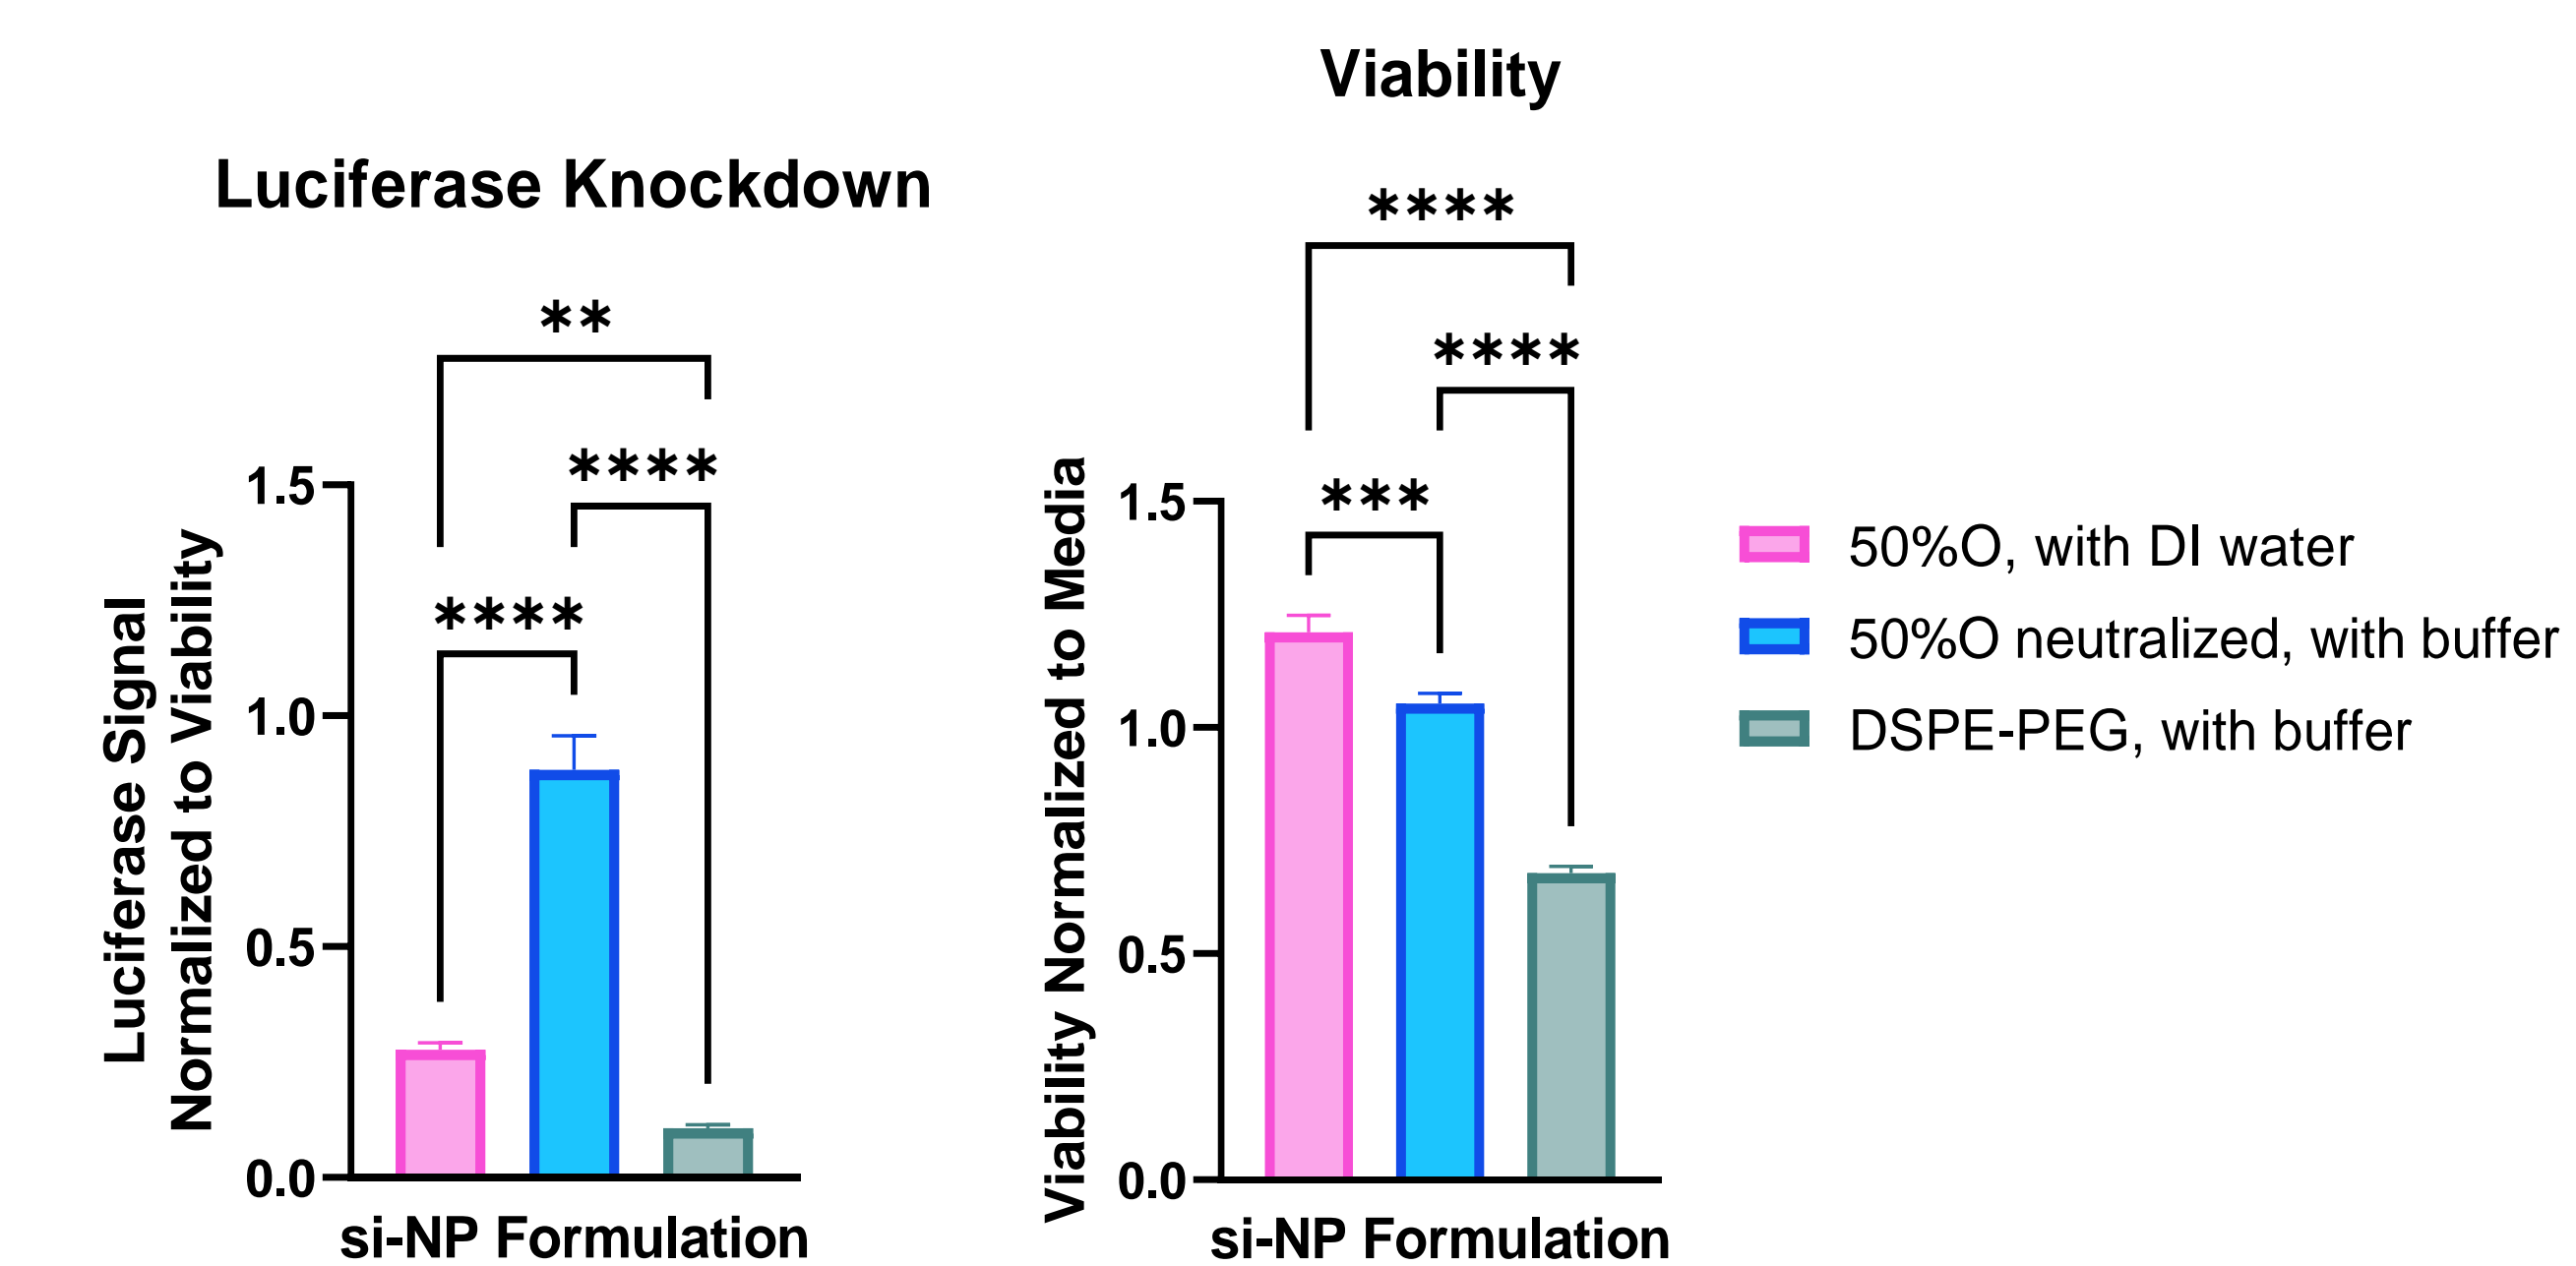 Luciferase Knockdown
**
****
****
Luciferase Signal
Normalized to Viability
1.5
1.0
0.5
0.0
si-NP Formulation
Viability
****
****
***
Viability Normalized to Media
1.5
1.0
0.5
0.0
si-NP Formulation
50%O, with DI water
50%O neutralized, with buffer
DSPE-PEG, with buffer